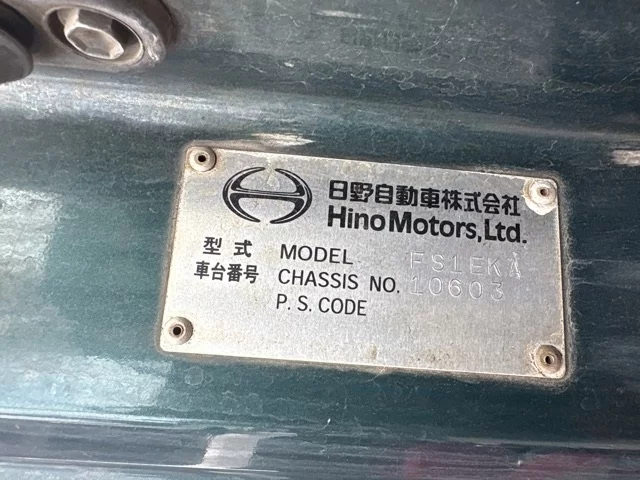 日野自動車株式会社
Hino Motors, Ltd.
型式 MODEL FS1EKA
車台番号 CHASSIS NO. 10603
P. S. CODE